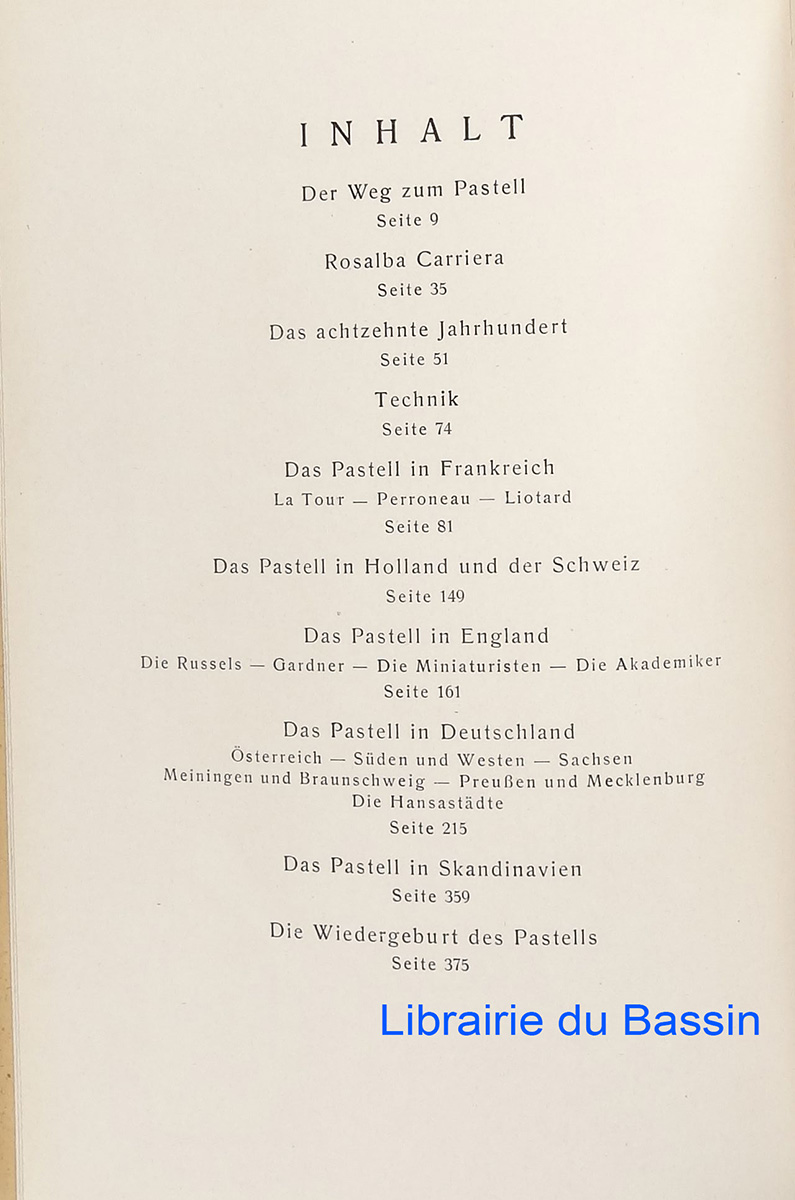 INHALT
Der Weg zum Pastell
Seite 9
Rosalba Carriera
Seite 35
Das achtzehnte Jahrhundert
Seite 51
Technik
Seite 74
Das Pastell in Frankreich
La Tour — Perroneau — Liotard
Seite 81
Das Pastell in Holland und der Schweiz
Seite 149
Das Pastell in England
Die Russels — Gardner — Die Miniaturisten — Die Akademiker
Seite 161
Das Pastell in Deutschland
Österreich — Süden und Westen — Sachsen
Meiningen und Braunschweig — Preußen und Mecklenburg
Die Hansastädte
Seite 215
Das Pastell in Skandinavien
Seite 359
Die Wiedergeburt des Pastells
Seite 375
Librairie du Bassin